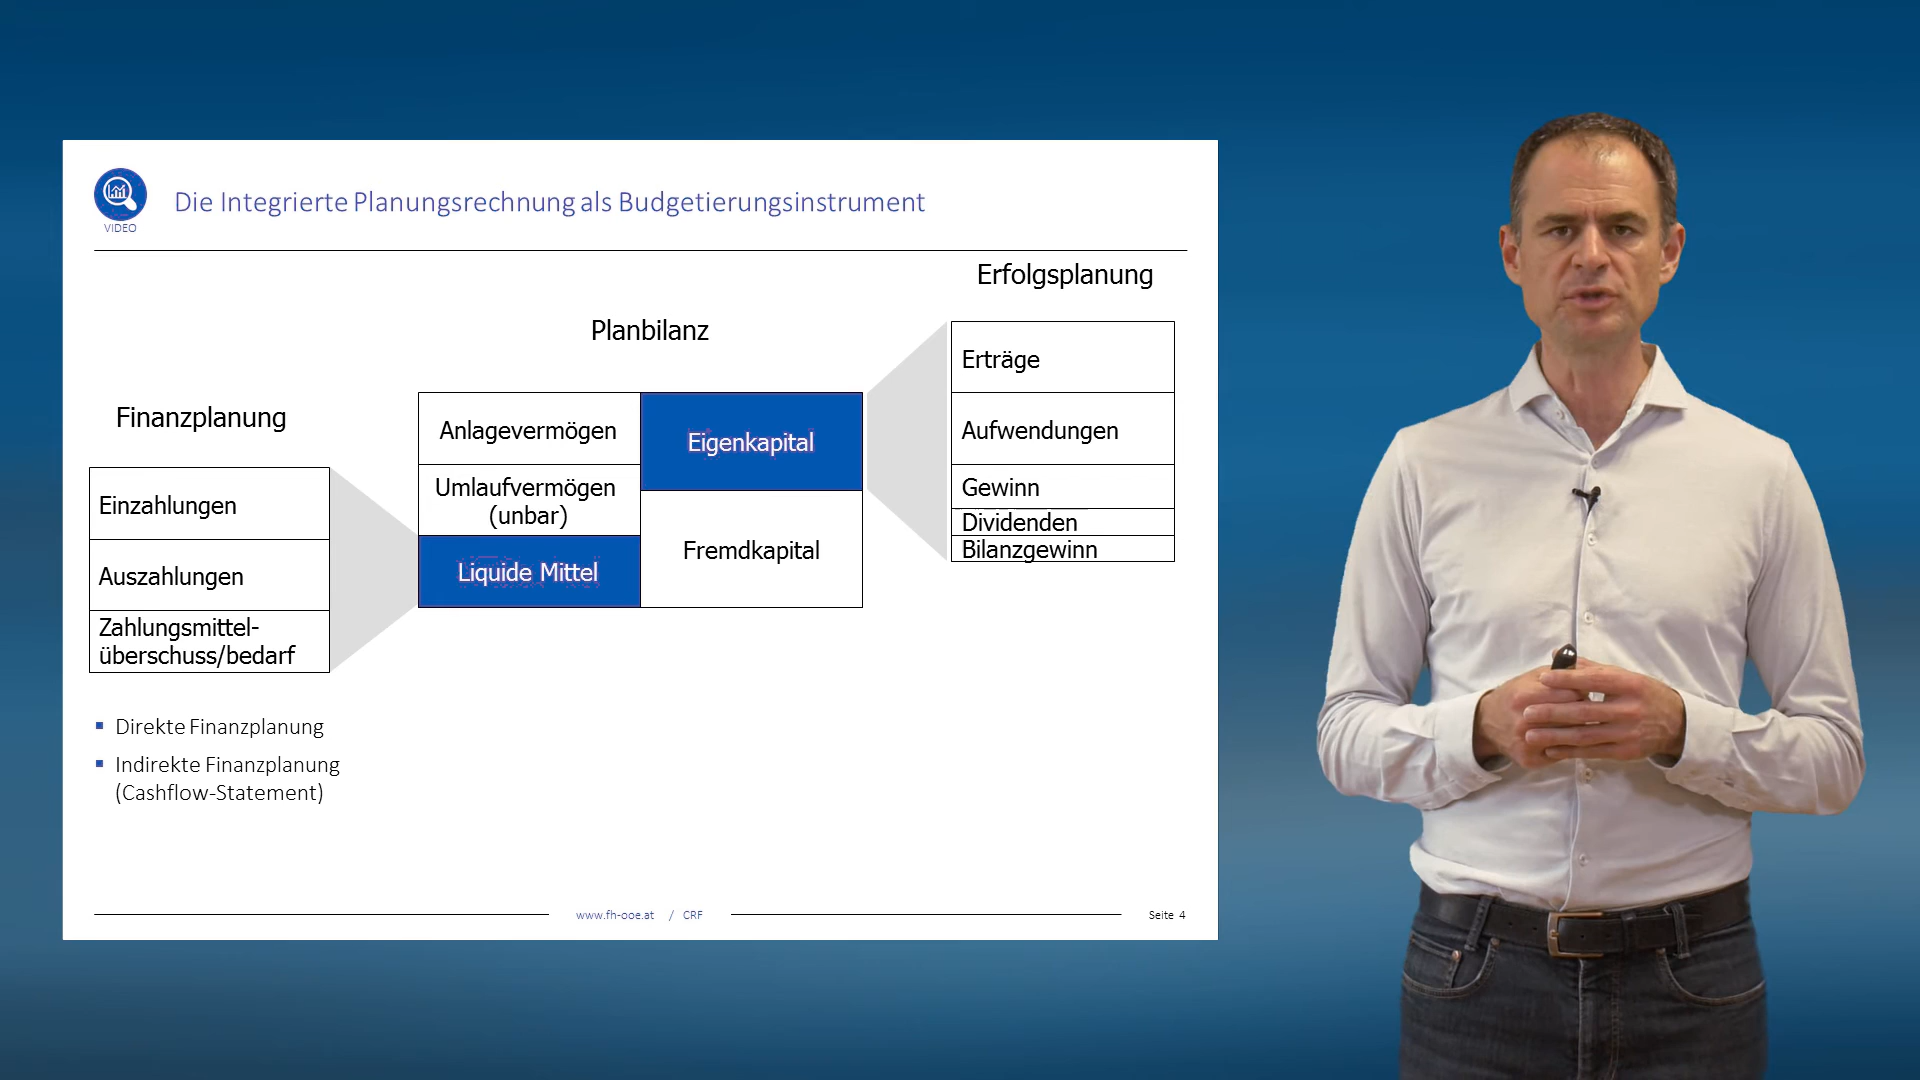 VIDEO
Die Integrierte Planungsrechnung als Budgetierungsinstrument
Finanzplanung
Einzahlungen
Auszahlungen
Zahlungsmittel-
überschuss/bedarf
Planbilanz
Anlagevermögen
Umlaufvermögen
(unbar)
Liquide Mittel
Eigenkapital
Fremdkapital
Erfolgsplanung
Erträge
Aufwendungen
Gewinn
Dividenden
Bilanzgewinn
Direkte Finanzplanung
Indirekte Finanzplanung
(Cashflow-Statement)
www.fh-ooe.at / CRF
Seite 4